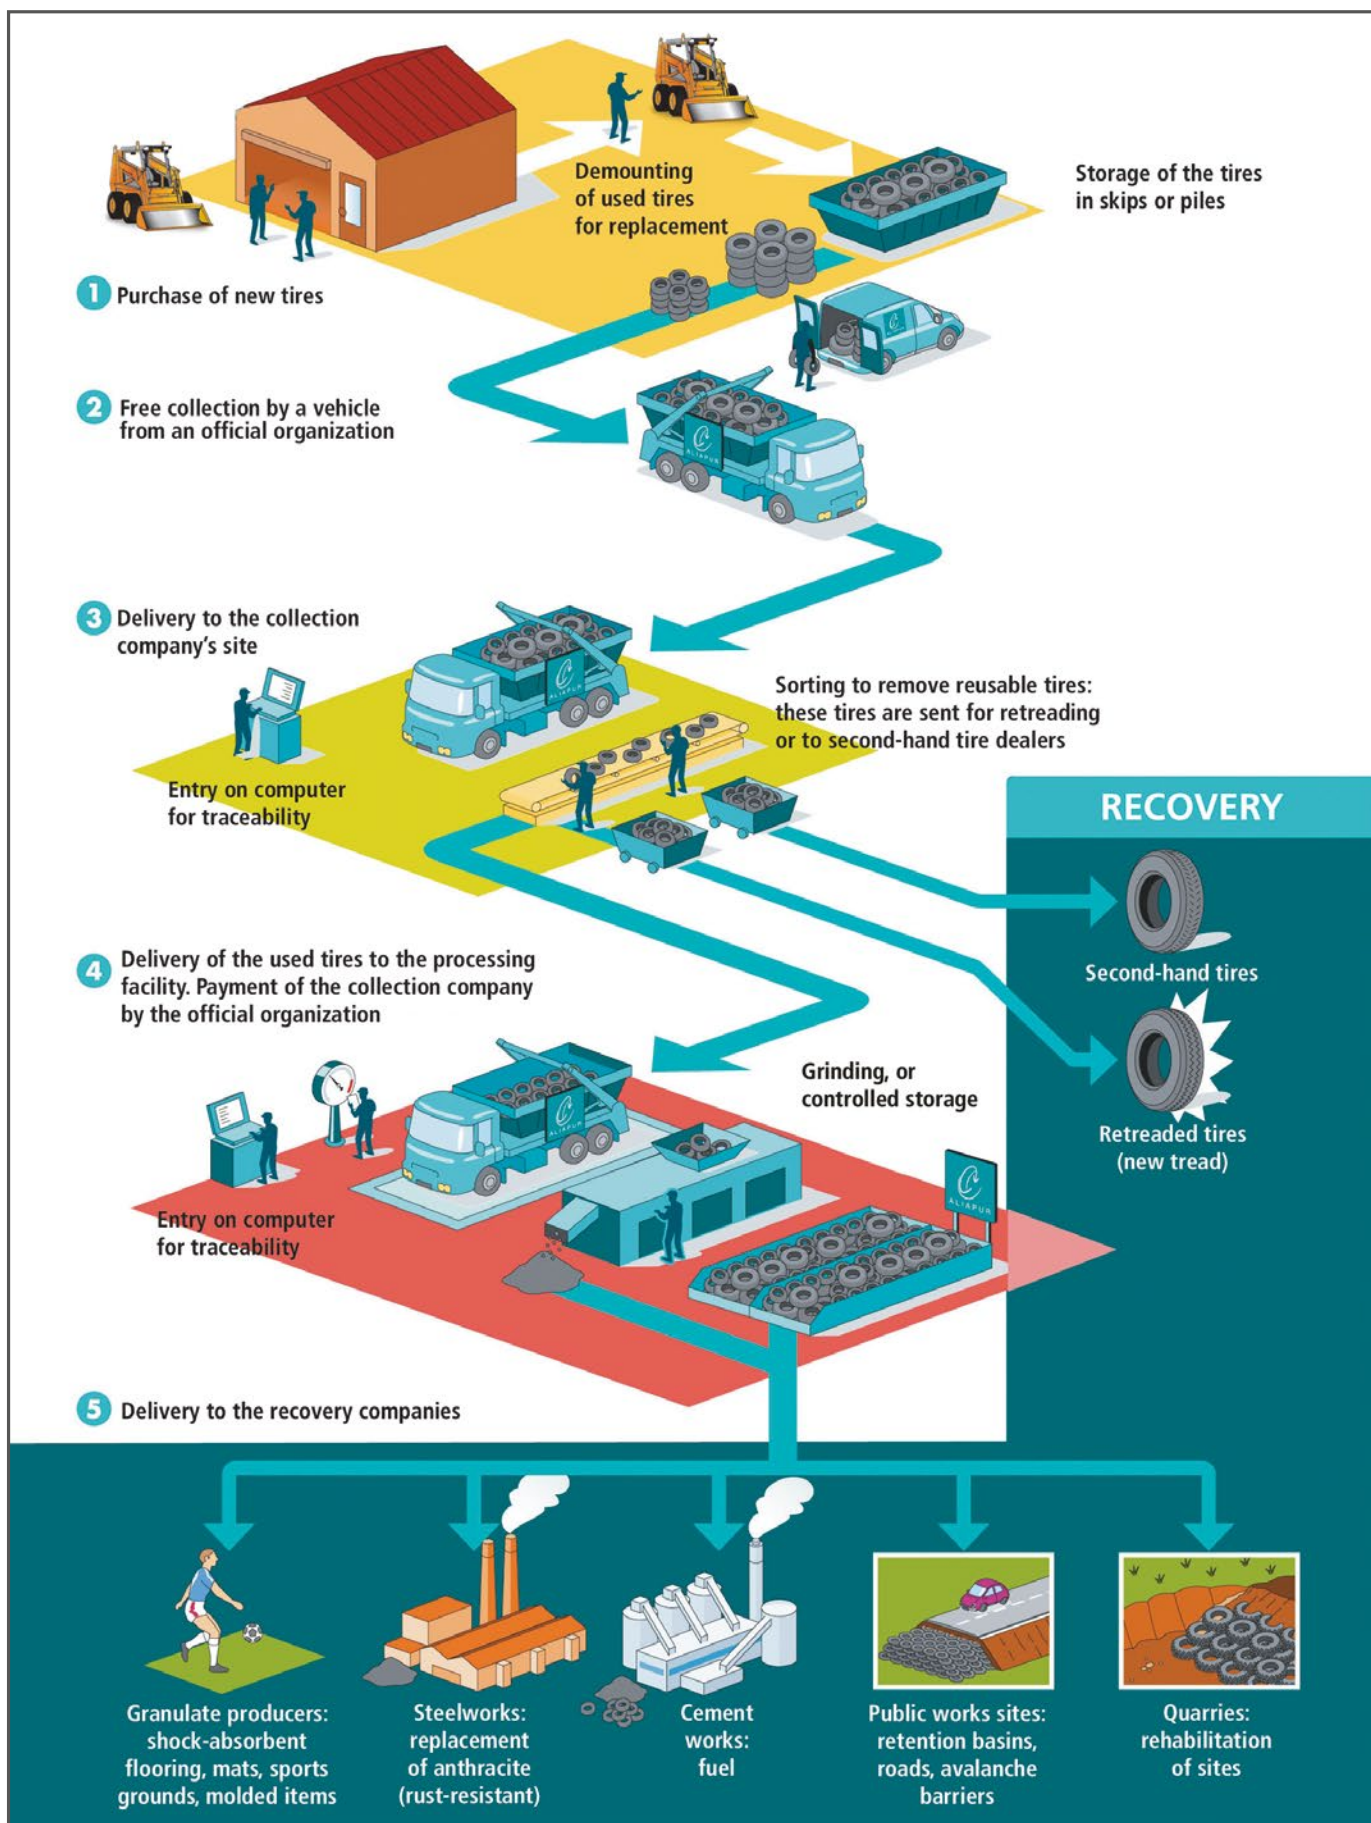 Demounting
of used tires
for replacement
Storage of the tires
in skips or piles
1 Purchase of new tires
2 Free collection by a vehicle
from an official organization
ALIAPUR
3 Delivery to the collection
company's site
ALIAPUR
Sorting to remove reusable tires:
these tires are sent for retreading
or to second-hand tire dealers
Entry on computer
for traceability
RECOVERY
Second-hand tires
Retreaded tires
(new tread)
4 Delivery of the used tires to the processing
facility. Payment of the collection company
by the official organization
Grinding, or
controlled storage
ALIAPUR
ALIAPUR
Entry on computer
for traceability
5 Delivery to the recovery companies
Granulate producers:
shock-absorbent
flooring, mats, sports
grounds, molded items
Steelworks:
replacement
of anthracite
(rust-resistant)
Cement
works:
fuel
Public works sites:
retention basins,
roads, avalanche
barriers
Quarries:
rehabilitation
of sites